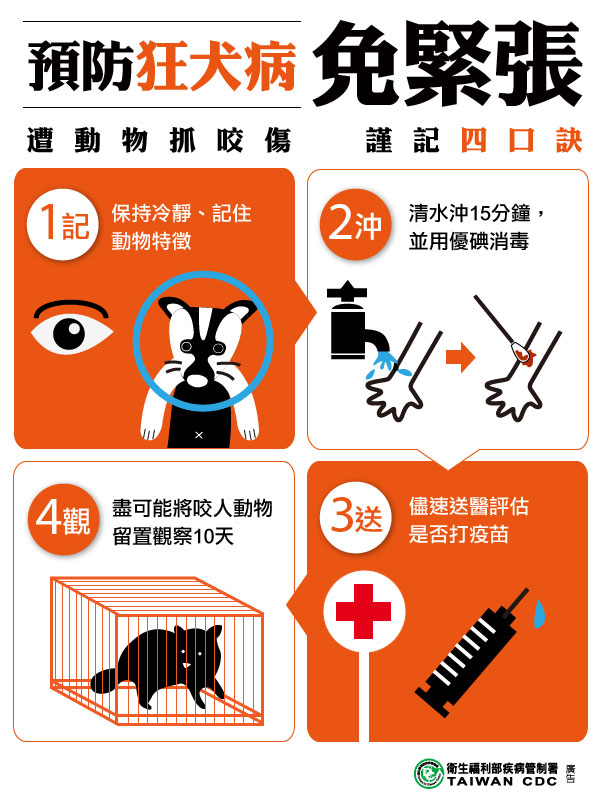 預防狂犬病 免緊張
遭動物抓咬傷 謹記四口訣
1記
保持冷靜、記住
動物特徵
2沖
清水沖15分鐘，
並用優碘消毒
3送
儘速送醫評估
是否打疫苗
4觀
盡可能將咬人動物
留置觀察10天
衛生福利部疾病管制署
TAIWAN CDC
廣告